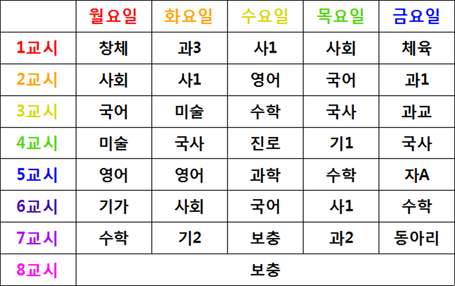 월요일 화요일 수요일 목요일 금요일
1교시 창체 과3 사1 사회 체육
2교시 사회 사1 영어 국어 과1
3교시 국어 미술 수학 국사 과교
4교시 미술 국사 진로 기1 국사
5교시 영어 영어 과학 수학 자A
6교시 기가 사회 국어 사1 수학
7교시 수학 기2 보충 과2 동아리
8교시 보충